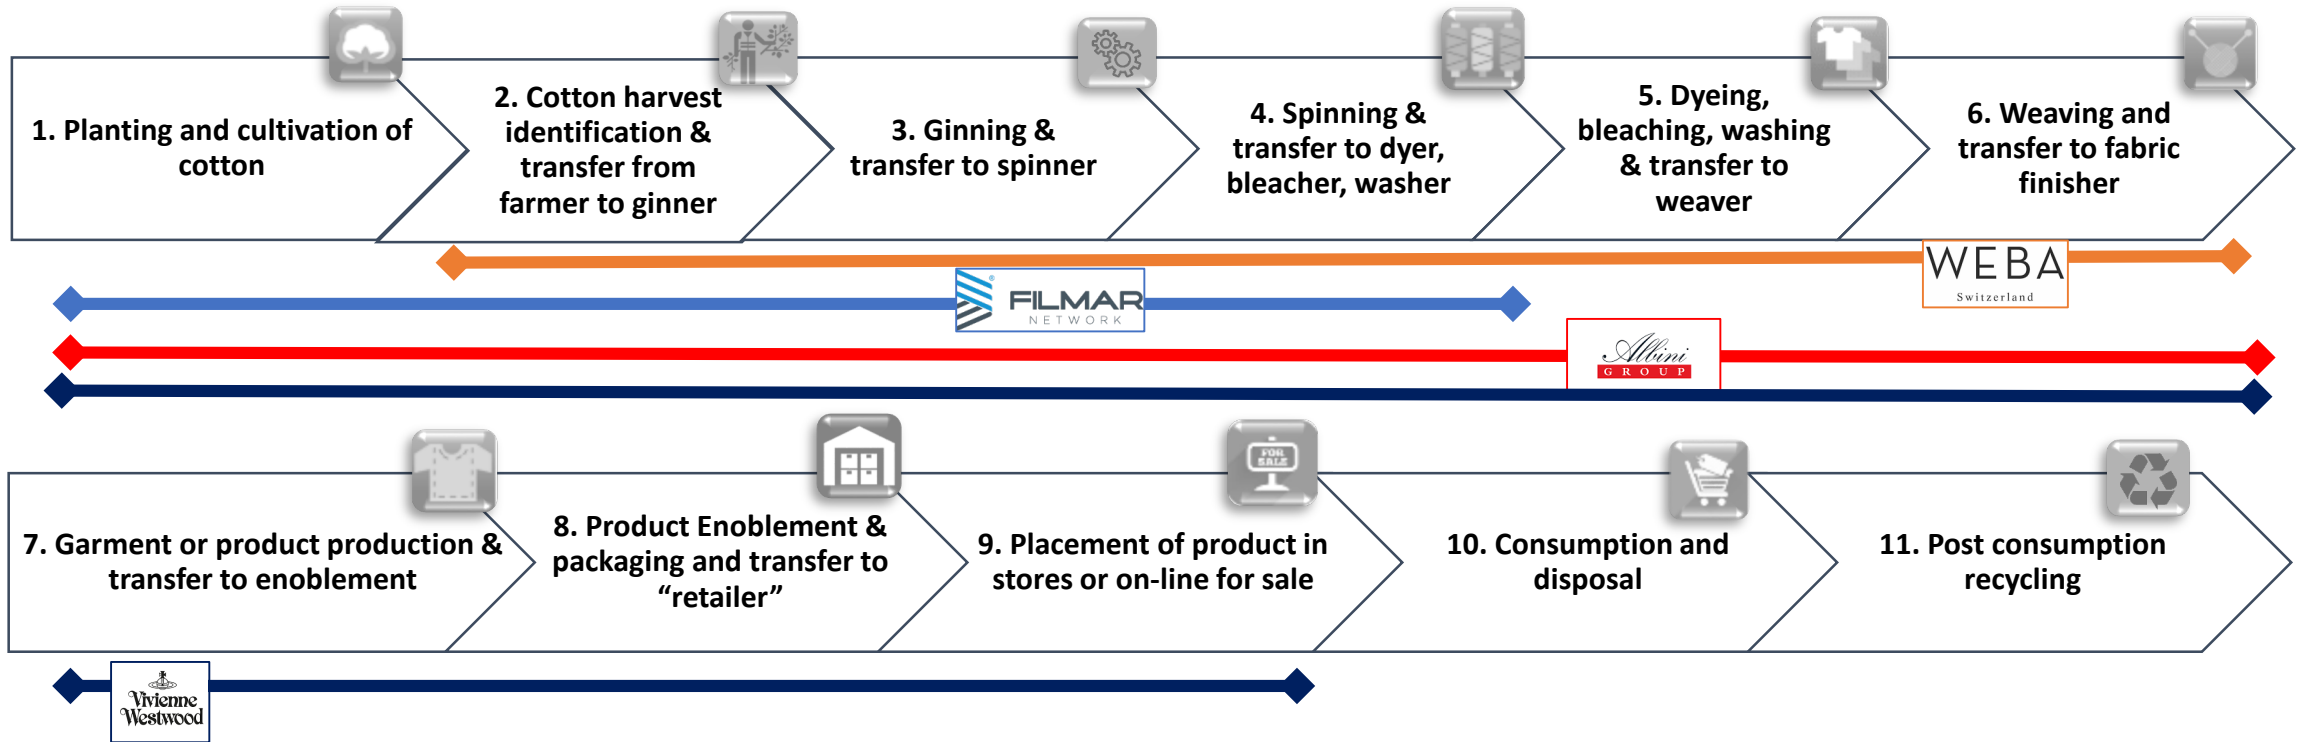 1. Planting and cultivation of
cotton
2. Cotton harvest
identification &
transfer from
farmer to ginner
3. Ginning &
transfer to spinner
4. Spinning &
transfer to dyer,
bleacher, washer
5. Dyeing,
bleaching, washing
& transfer to
weaver
6. Weaving and
transfer to fabric
finisher
WEBA
Switzerland
FILMAR
NETWORK
®
Albini
GROUP
FOR
SALE
7. Garment or product production &
transfer to enoblement
8. Product Enoblement &
packaging and transfer to
“retailer”
9. Placement of product in
stores or on-line for sale
10. Consumption and
disposal
11. Post consumption
recycling
Vivienne
Westwood